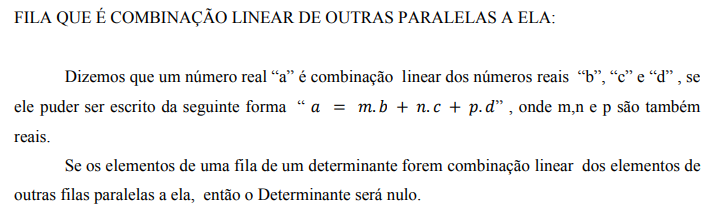 FILA QUE É COMBINAÇÃO LINEAR DE OUTRAS PARALELAS A ELA:
Dizemos que um número real “a” é combinação linear dos números reais “b”, “c” e “d” , se
ele puder ser escrito da seguinte forma “ a = m.b + n.c + p.d” , onde m,n e p são também
reais.
Se os elementos de uma fila de um determinante forem combinação linear dos elementos de
outras filas paralelas a ela, então o Determinante será nulo.